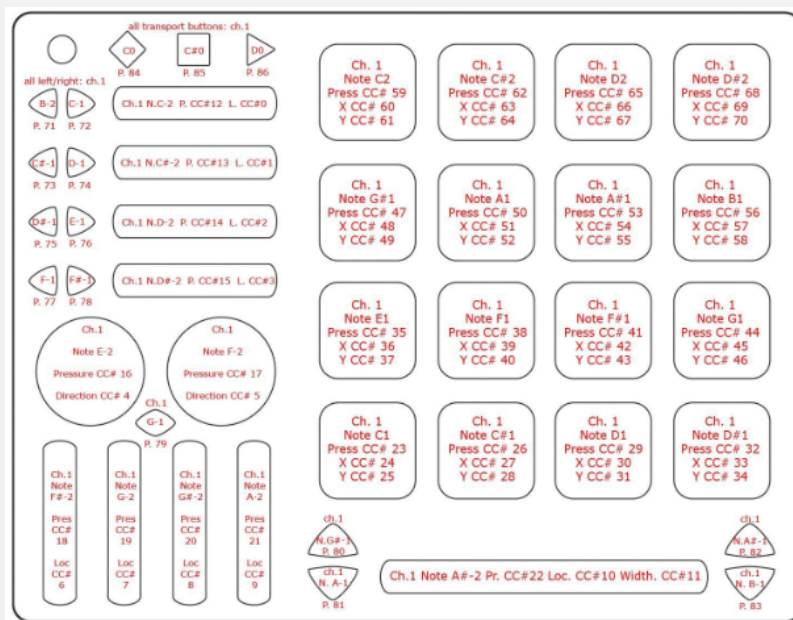 all transport buttons: ch.1
C0
C#0
D0
P. 84
P. 85
P. 86
all left/right: ch.1
B-2
C-1
P. 71
P. 72
Ch.1 N.C-2 P. CC#12 L. CC#0
C#-1
D-1
P. 73
P. 74
Ch.1 N.C#-2 P. CC#13 L. CC#1
D#-1
E-1
P. 75
P. 76
Ch.1 N.D-2 P. CC#14 L. CC#2
F-1
F#-1
P. 77
P. 78
Ch.1 N.D#-2 P. CC#15 L. CC#3
Ch.1
Note E-2
Pressure CC# 16
Direction CC# 4
Ch.1
Note F-2
Pressure CC# 17
Direction CC# 5
Ch.1
G-1
P. 79
Ch.1
Note
F#-2
Pres
CC#
18
Loc
CC#
6
Ch.1
Note
G-2
Pres
CC#
19
Loc
CC#
7
Ch.1
Note
G#-2
Pres
CC#
20
Loc
CC#
8
Ch.1
Note
A-2
Pres
CC#
21
Loc
CC#
9
Ch. 1
Note C2
Press CC# 59
X CC# 60
Y CC# 61
Ch. 1
Note C#2
Press CC# 62
X CC# 63
Y CC# 64
Ch. 1
Note D2
Press CC# 65
X CC# 66
Y CC# 67
Ch. 1
Note D#2
Press CC# 68
X CC# 69
Y CC# 70
Ch. 1
Note G#1
Press CC# 47
X CC# 48
Y CC# 49
Ch. 1
Note A1
Press CC# 50
X CC# 51
Y CC# 52
Ch. 1
Note A#1
Press CC# 53
X CC# 54
Y CC# 55
Ch. 1
Note B1
Press CC# 56
X CC# 57
Y CC# 58
Ch. 1
Note E1
Press CC# 35
X CC# 36
Y CC# 37
Ch. 1
Note F1
Press CC# 38
X CC# 39
Y CC# 40
Ch. 1
Note F#1
Press CC# 41
X CC# 42
Y CC# 43
Ch. 1
Note G1
Press CC# 44
X CC# 45
Y CC# 46
Ch. 1
Note C1
Press CC# 23
X CC# 24
Y CC# 25
Ch. 1
Note C#1
Press CC# 26
X CC# 27
Y CC# 28
Ch. 1
Note D1
Press CC# 29
X CC# 30
Y CC# 31
Ch. 1
Note D#1
Press CC# 32
X CC# 33
Y CC# 34
ch.1
N.G#-1
P. 80
ch.1
N. A-1
P. 81
Ch.1 Note A#-2 Pr. CC#22 Loc. CC#10 Width. CC#11
ch.1
N.A#-1
P. 82
ch.1
N. B-1
P. 83